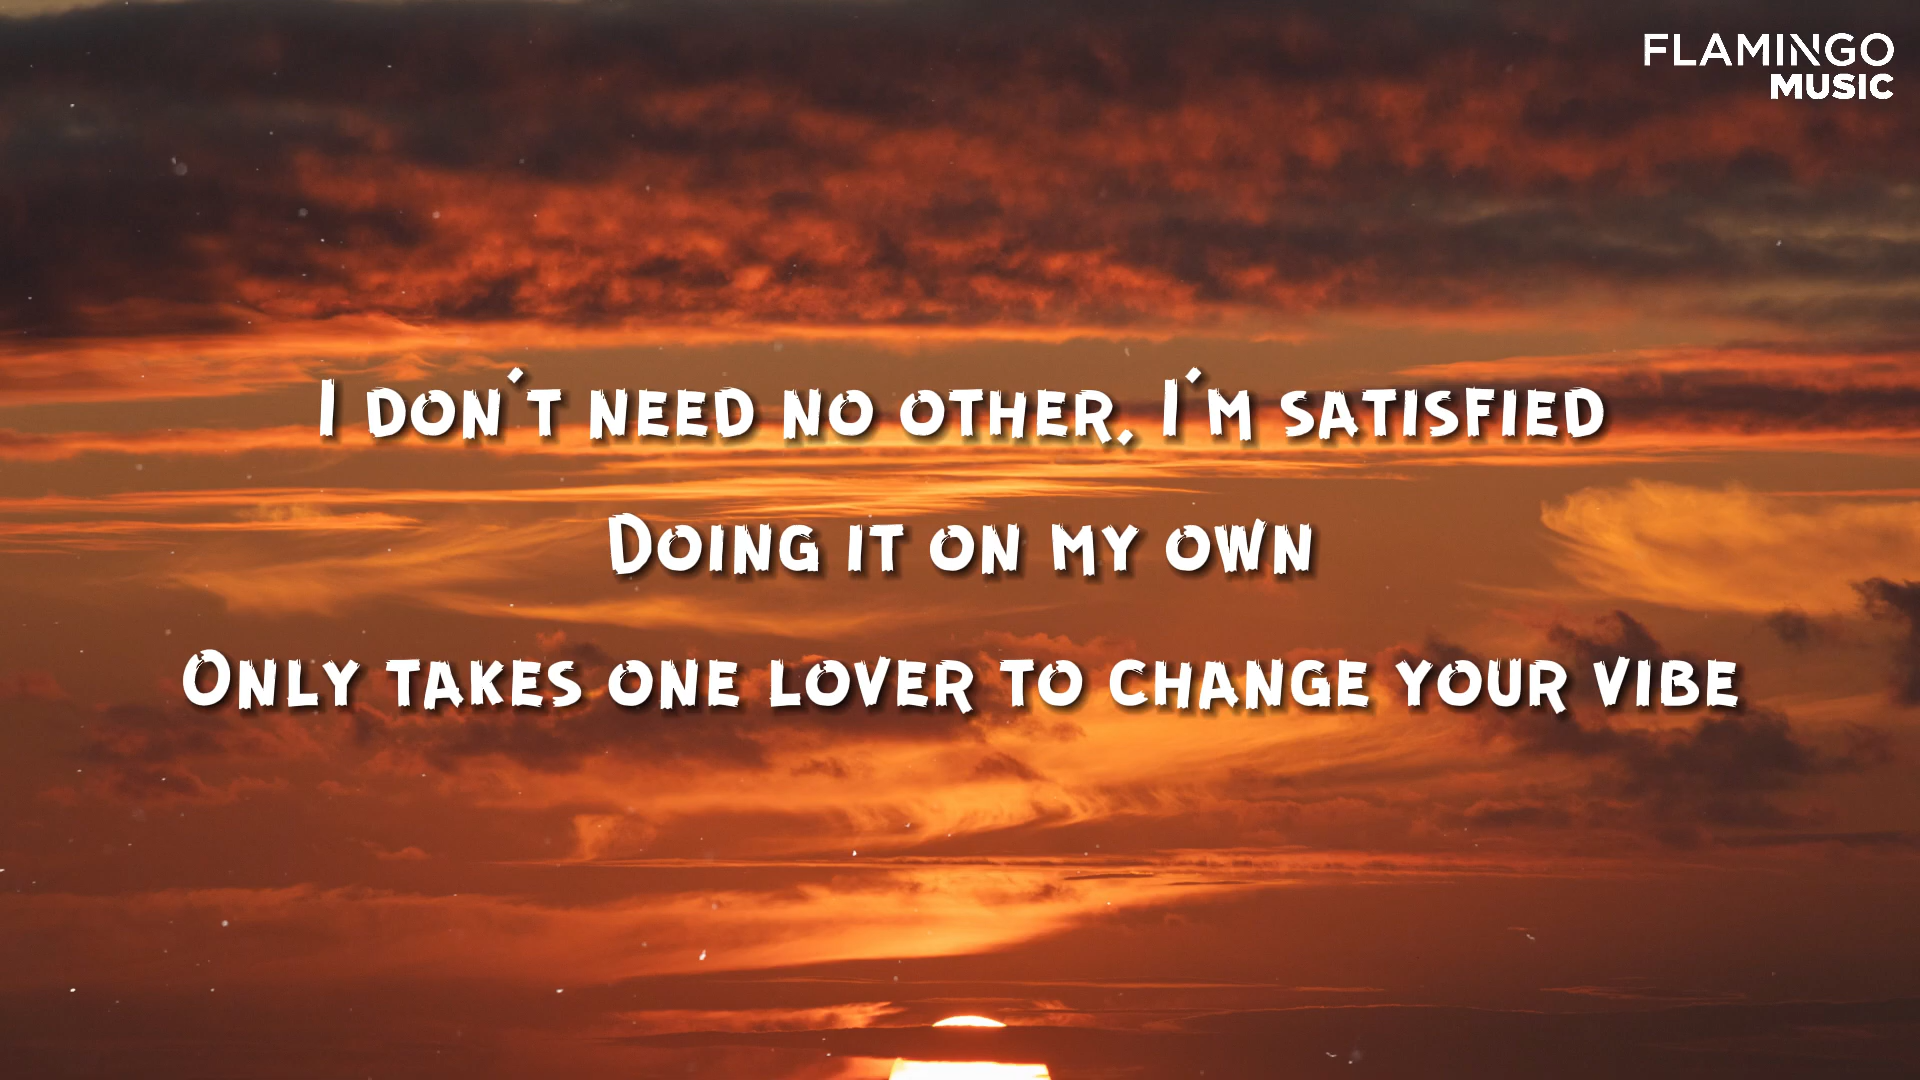 FLAMINGO
MUSIC
I don't need no other, I'm satisfied
Doing it on my own
Only takes one lover to change your vibe